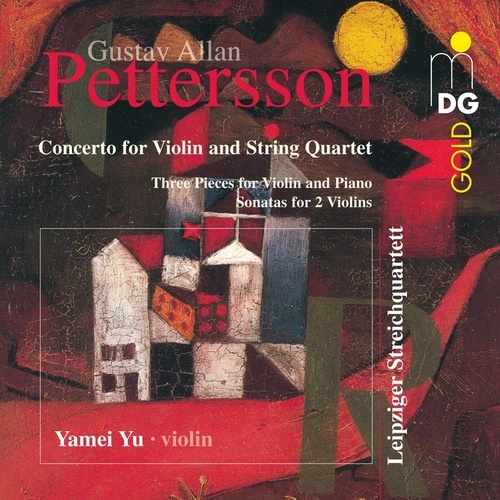 Gustav Allan
Pettersson
Concerto for Violin and String Quartet
Three Pieces for Violin and Piano
Sonatas for 2 Violins
mDG
GOLD
Leipziger Streichquartett
R
Yamei Yu · violin